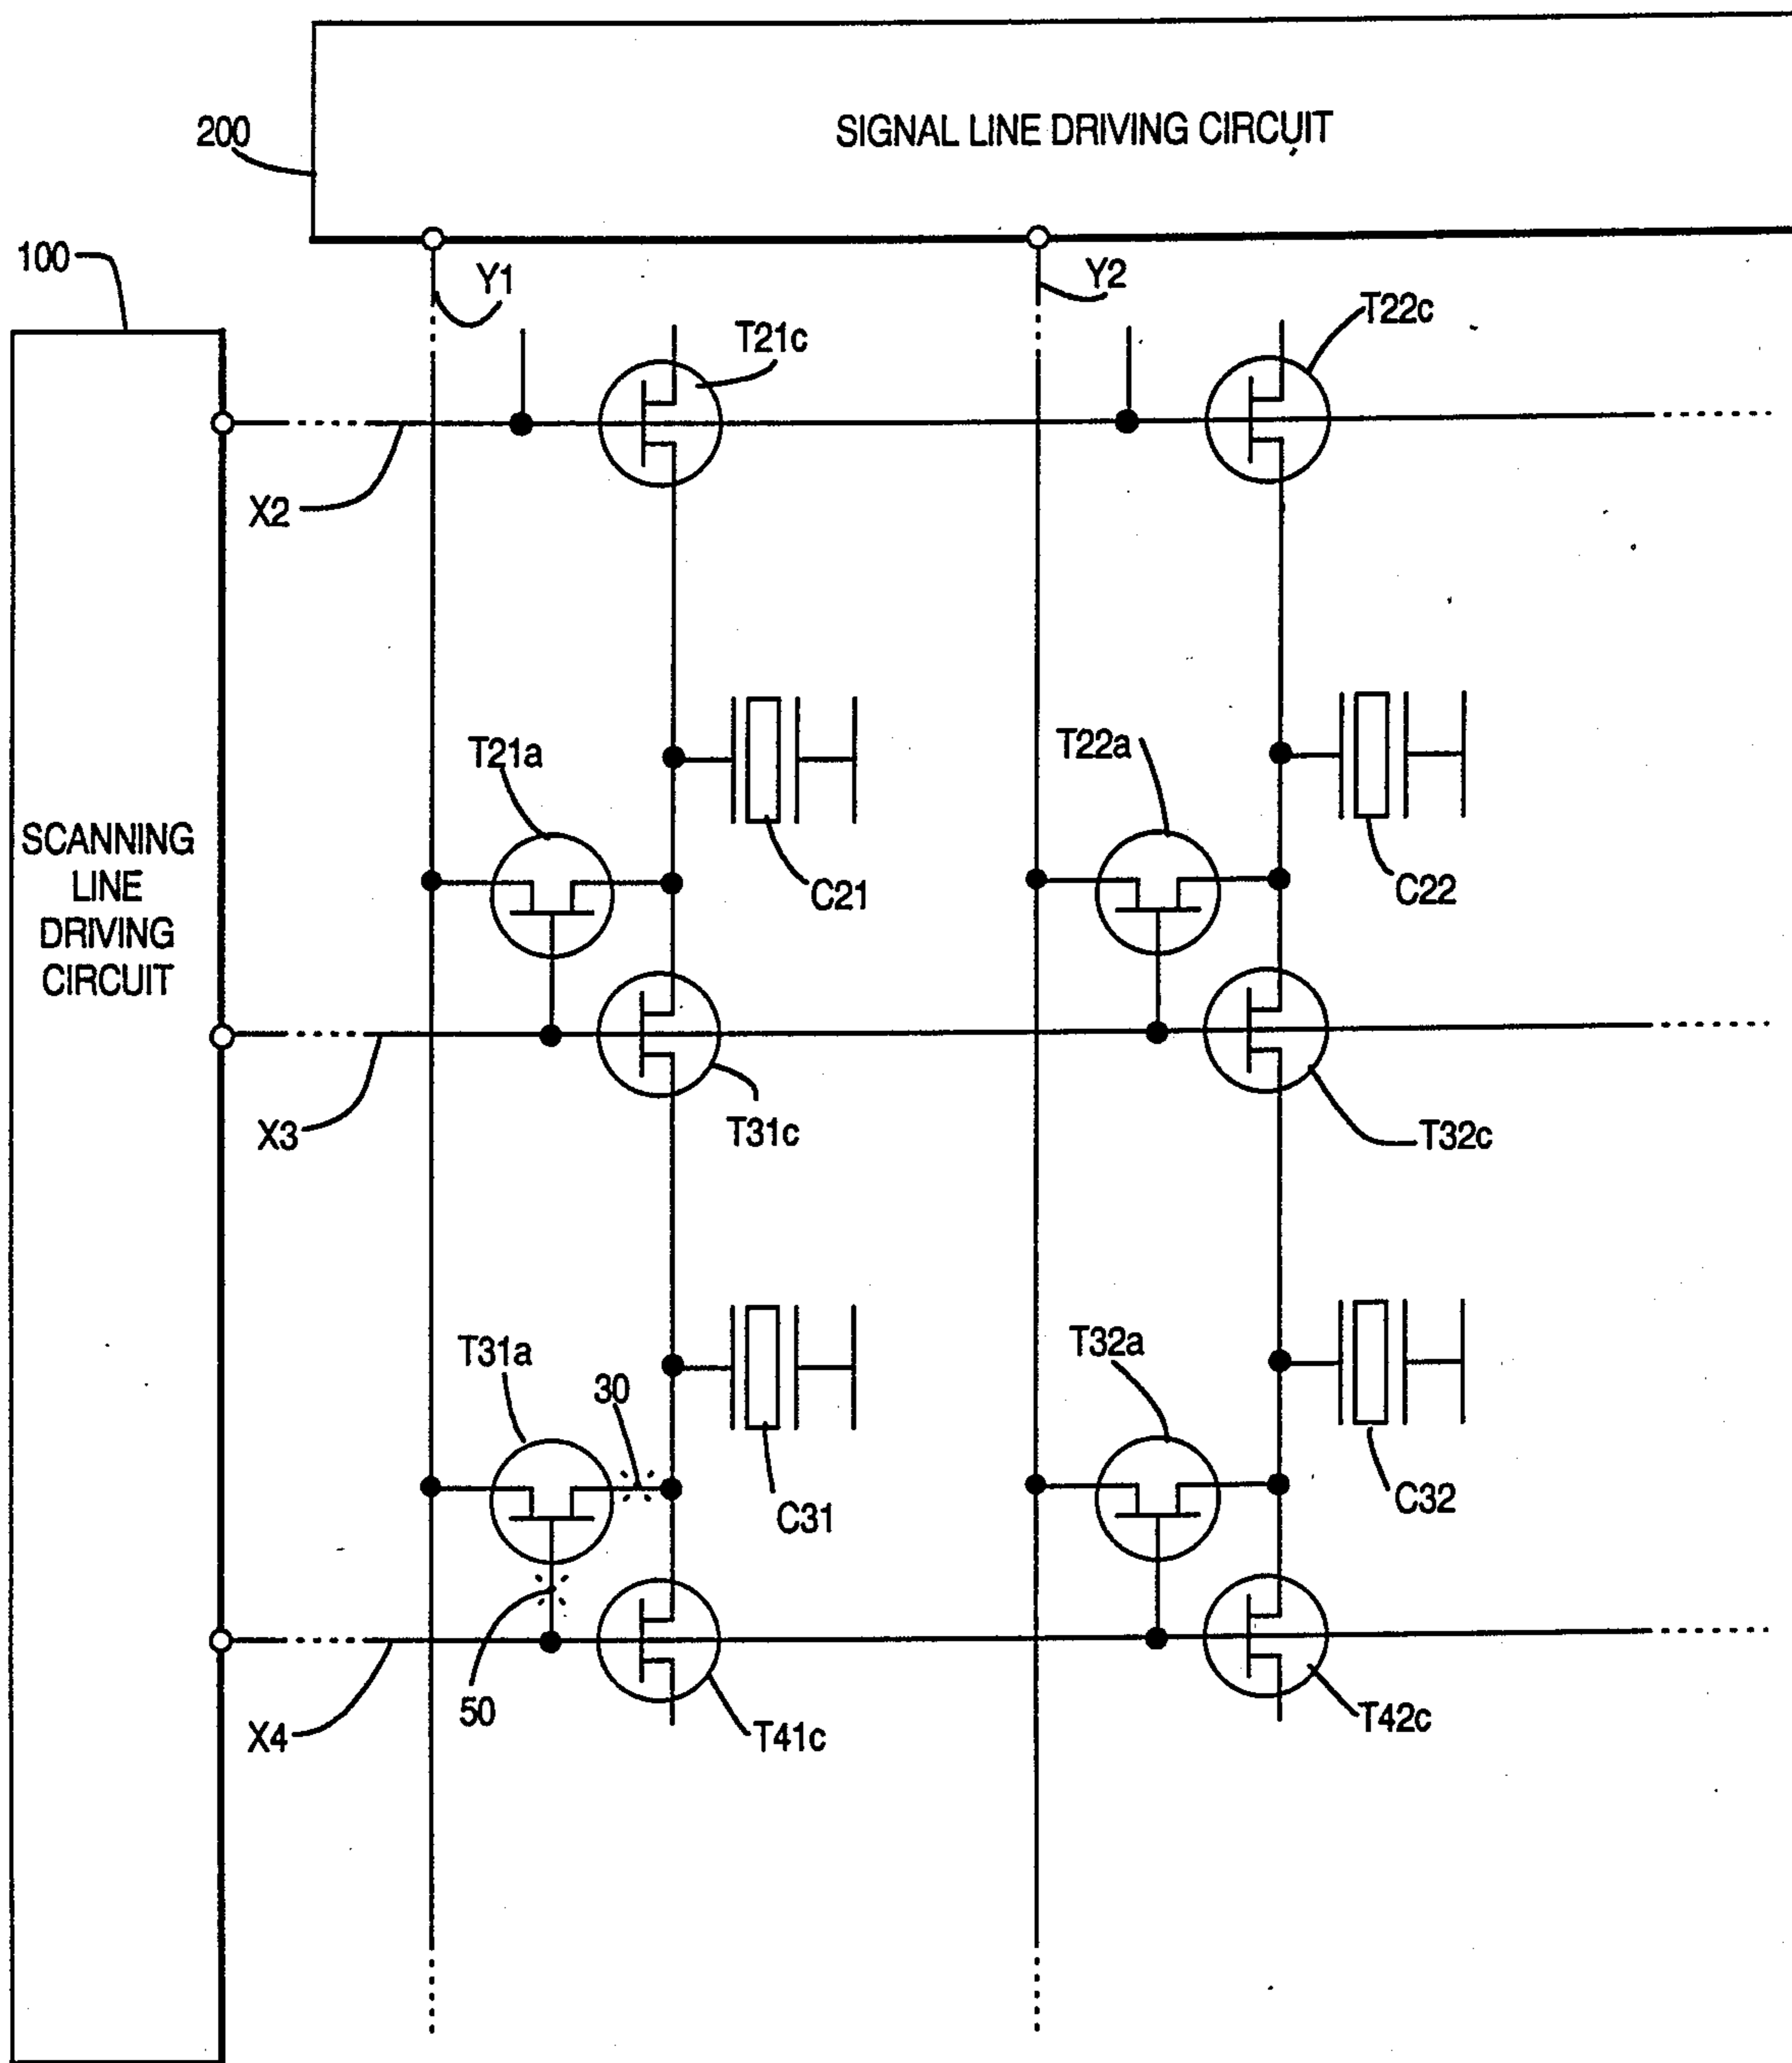 SIGNAL LINE DRIVING CIRCUIT
200
100
Y1
Y2
T21c
T22c
X2
T21a
T22a
C21
C22
SCANNING
LINE
DRIVING
CIRCUIT
X3
T31c
T32c
T31a
30
T32a
C31
C32
50
X4
T41c
T42c